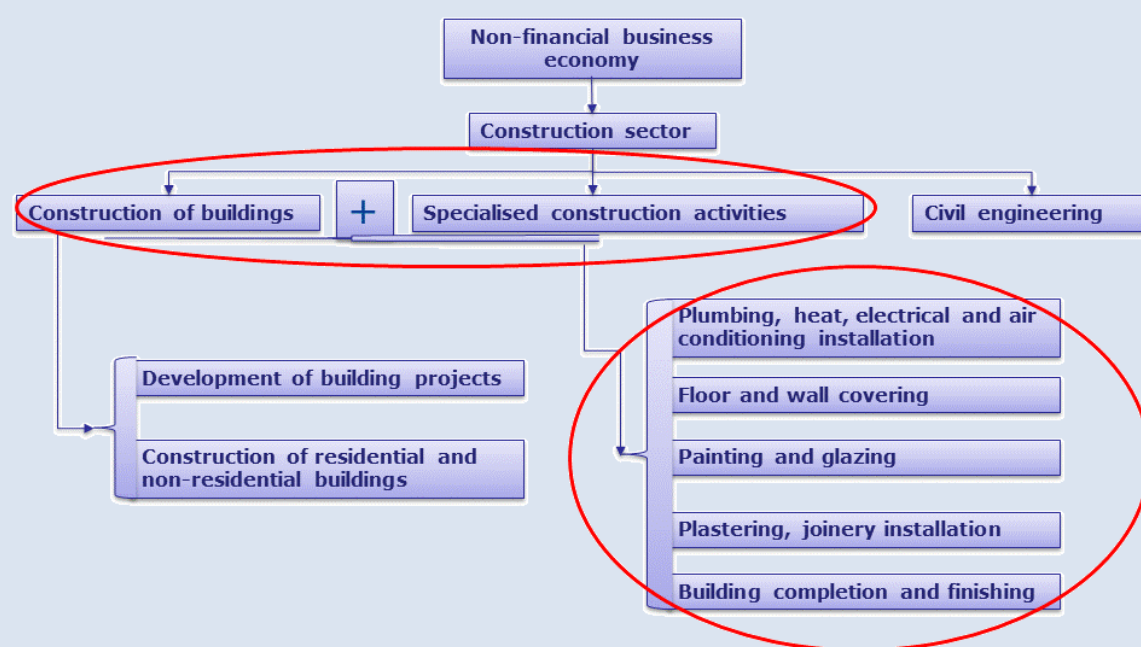 Non-financial business
economy
Construction sector
Construction of buildings
+
Specialised construction activities
Civil engineering
Development of building projects
Construction of residential and
non-residential buildings
Plumbing, heat, electrical and air
conditioning installation
Floor and wall covering
Painting and glazing
Plastering, joinery installation
Building completion and finishing